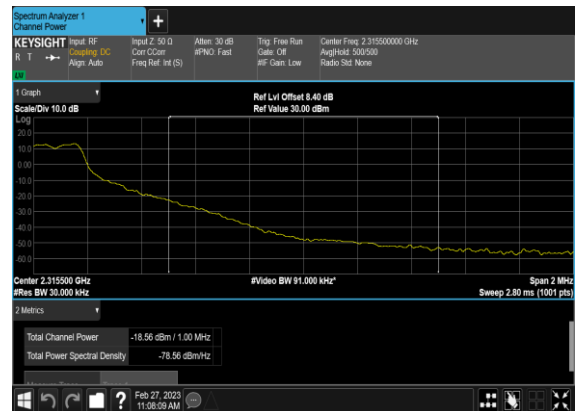 Spectrum Analyzer 1
Channel Power
+
KEYSIGHT
R T
LXI
Input: RF
Coupling: DC
Align: Auto
Input Z: 50 Ω
Corr CCorr
Freq Ref: Int (S)
Atten: 30 dB
#PNO: Fast
Trig: Free Run
Gate: Off
#IF Gain: Low
Center Freq: 2.315500000 GHz
Avg|Hold: 500/500
Radio Std: None
1 Graph
Scale/Div 10.0 dB
Ref Lvl Offset 8.40 dB
Ref Value 30.00 dBm
Log
20.0
10.0
0.00
-10.0
-20.0
-30.0
-40.0
-50.0
-60.0
Center 2.315500 GHz
#Res BW 30.000 kHz
#Video BW 91.000 kHz*
Span 2 MHz
Sweep 2.80 ms (1001 pts)
2 Metrics
Total Channel Power -18.56 dBm / 1.00 MHz
Total Power Spectral Density -78.56 dBm/Hz
?
Feb 27, 2023
11:08:09 AM